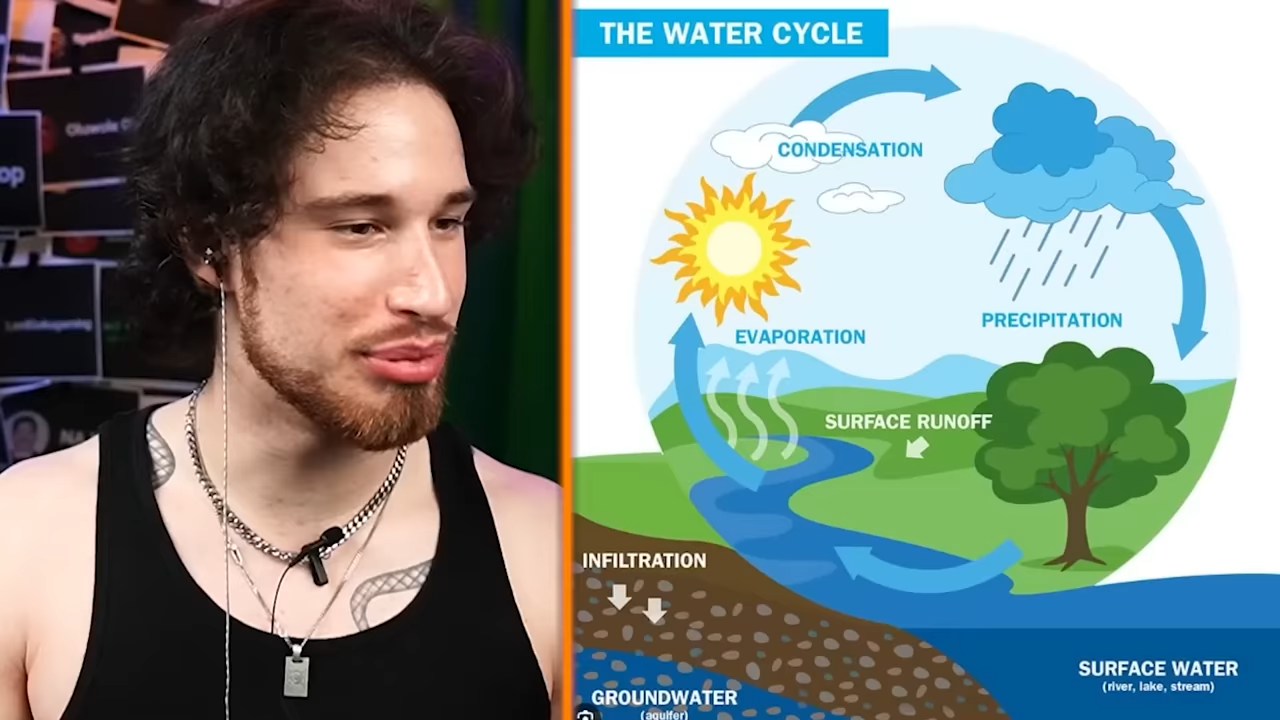 THE WATER CYCLE
CONDENSATION
EVAPORATION
PRECIPITATION
SURFACE RUNOFF
INFILTRATION
SURFACE WATER
(river, lake, stream)
GROUNDWATER
(aquifer)